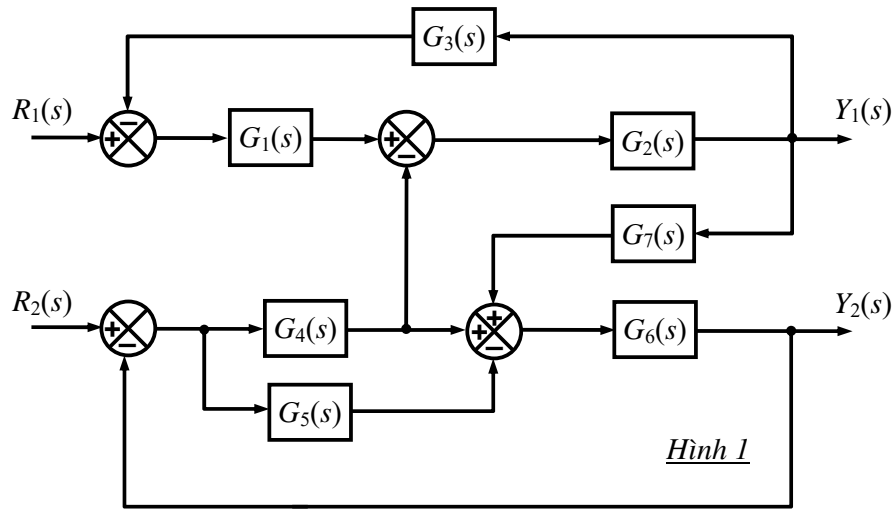 G₃(s)
R₁(s)
G₁(s)
G₂(s)
Y₁(s)
G₇(s)
R₂(s)
G₄(s)
G₆(s)
Y₂(s)
G₅(s)
Hình 1